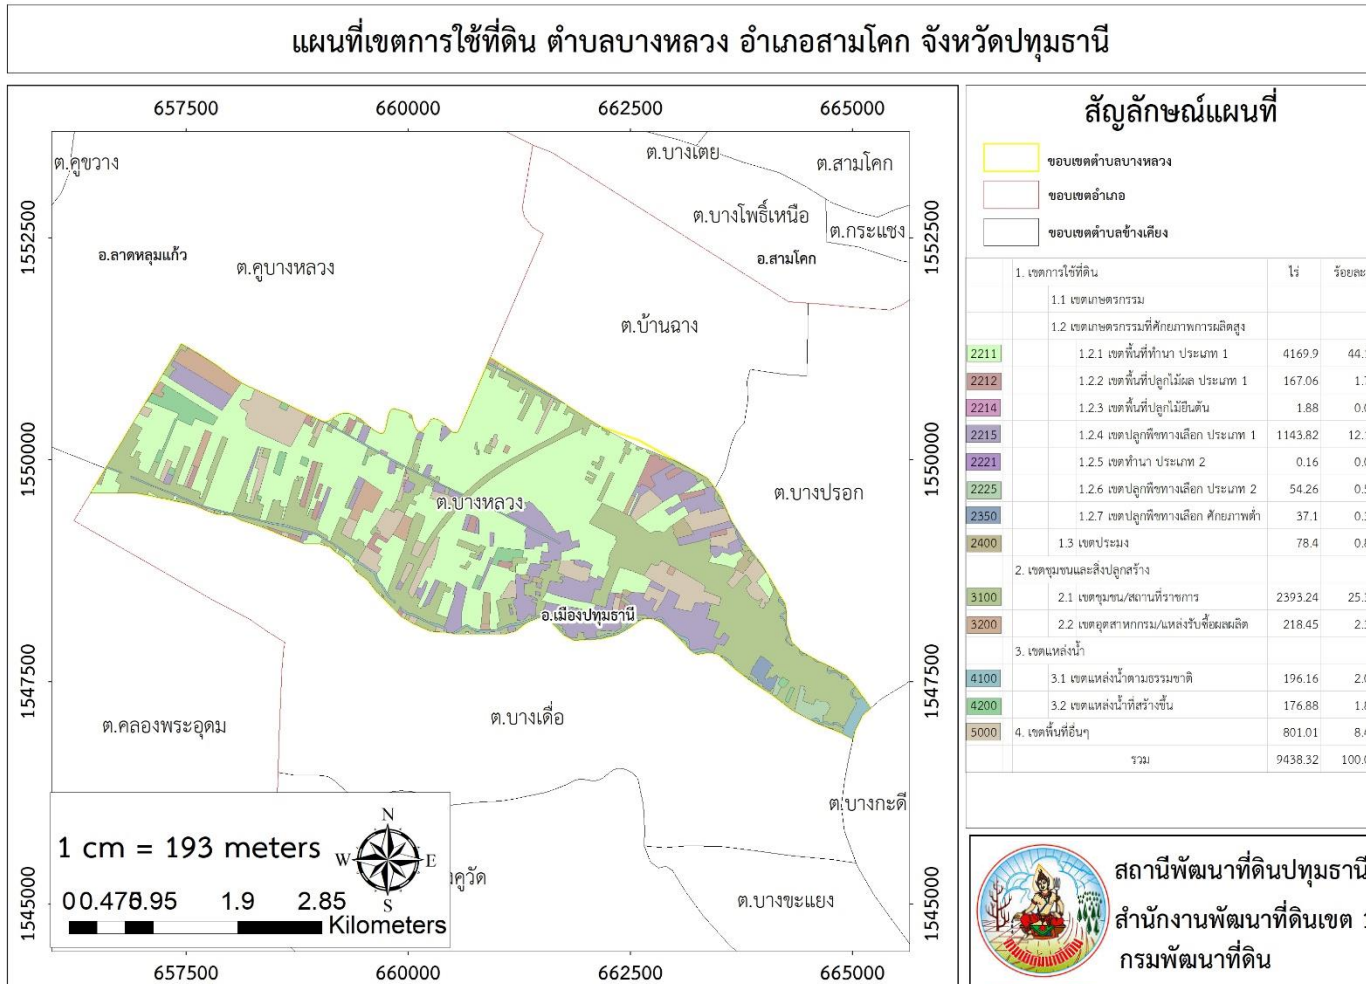 แผนที่เขตการใช้ที่ดิน ตำบลบางหลวง อำเภอสามโคก จังหวัดปทุมธานี
657500 660000 662500 665000
ต.คูขวาง
ต.บางเตย
ต.สามโคก
ต.บางโพธิ์เหนือ
ต.กระแชง
1552500 1552500
อ.ลาดหลุมแก้ว
ต.คูบางหลวง
อ.สามโคก
ต.บ้านฉาง
1550000 1550000
ต.บางหลวง
ต.บางปรอก
อ.เมืองปทุมธานี
1547500 1547500
ต.คลองพระอุดม
ต.บางเดื่อ
ต.บางกะดี
ต.บางขะแยง
คูวัด
1545000 1545000
1 cm = 193 meters
N
W E
S
0 0.475 0.95 1.9 2.85
Kilometers
657500 660000 662500 665000
สัญลักษณ์แผนที่
ขอบเขตตำบลบางหลวง
ขอบเขตอำเภอ
ขอบเขตตำบลข้างเคียง
1. เขตการใช้ที่ดิน ไร่ ร้อยละ
1.1 เขตเกษตรกรรม
1.2 เขตเกษตรกรรมที่ศักยภาพการผลิตสูง
2211 1.2.1 เขตพื้นที่ทำนา ประเภท 1 4169.9 44.
2212 1.2.2 เขตพื้นที่ปลูกไม้ผล ประเภท 1 167.06 1.
2214 1.2.3 เขตพื้นที่ปลูกไม้ยืนต้น 1.88 0.0
2215 1.2.4 เขตปลูกพืชทางเลือก ประเภท 1 1143.82 12.
2221 1.2.5 เขตทำนา ประเภท 2 0.16 0.0
2225 1.2.6 เขตปลูกพืชทางเลือก ประเภท 2 54.26 0.5
2350 1.2.7 เขตปลูกพืชทางเลือก ศักยภาพต่ำ 37.1 0.
2400 1.3 เขตประมง 78.4 0.8
2. เขตชุมชนและสิ่งปลูกสร้าง
3100 2.1 เขตชุมชน/สถานที่ราชการ 2393.24 25.
3200 2.2 เขตอุตสาหกรรม/แหล่งรับซื้อผลผลิต 218.45 2.
3. เขตแหล่งน้ำ
4100 3.1 เขตแหล่งน้ำตามธรรมชาติ 196.16 2.0
4200 3.2 เขตแหล่งน้ำที่สร้างขึ้น 176.88 1.8
5000 4. เขตพื้นที่อื่นๆ 801.01 8.4
รวม 9438.32 100.0
สถานีพัฒนาที่ดินปทุมธานี
สำนักงานพัฒนาที่ดินเขต 1
กรมพัฒนาที่ดิน